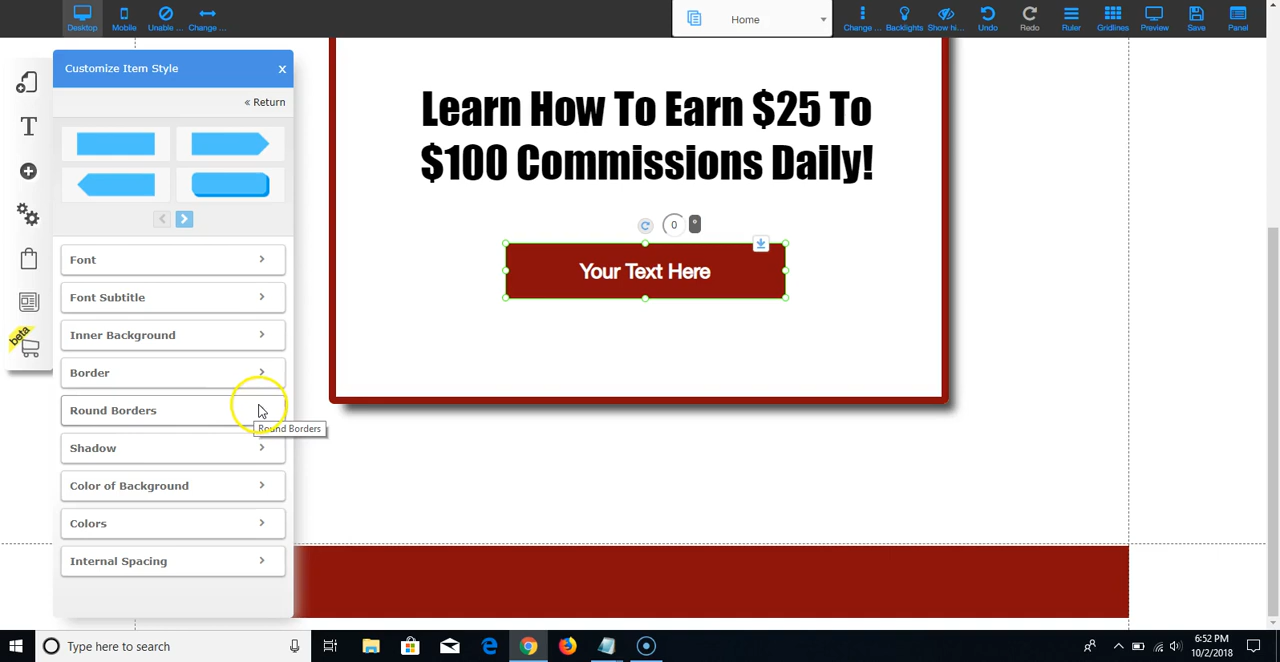 Desktop
Mobile
Unable ...
Change ...
Home
Change ...
Backlights
Show hi...
Undo
Redo
Ruler
Gridlines
Preview
Save
Panel
Customize Item Style
x
« Return
Font
Font Subtitle
Inner Background
Border
Round Borders
Round Borders
Shadow
Color of Background
Colors
Internal Spacing
T
beta
Learn How To Earn $25 To
$100 Commissions Daily!
0
Your Text Here
Type here to search
6:52 PM
10/2/2018